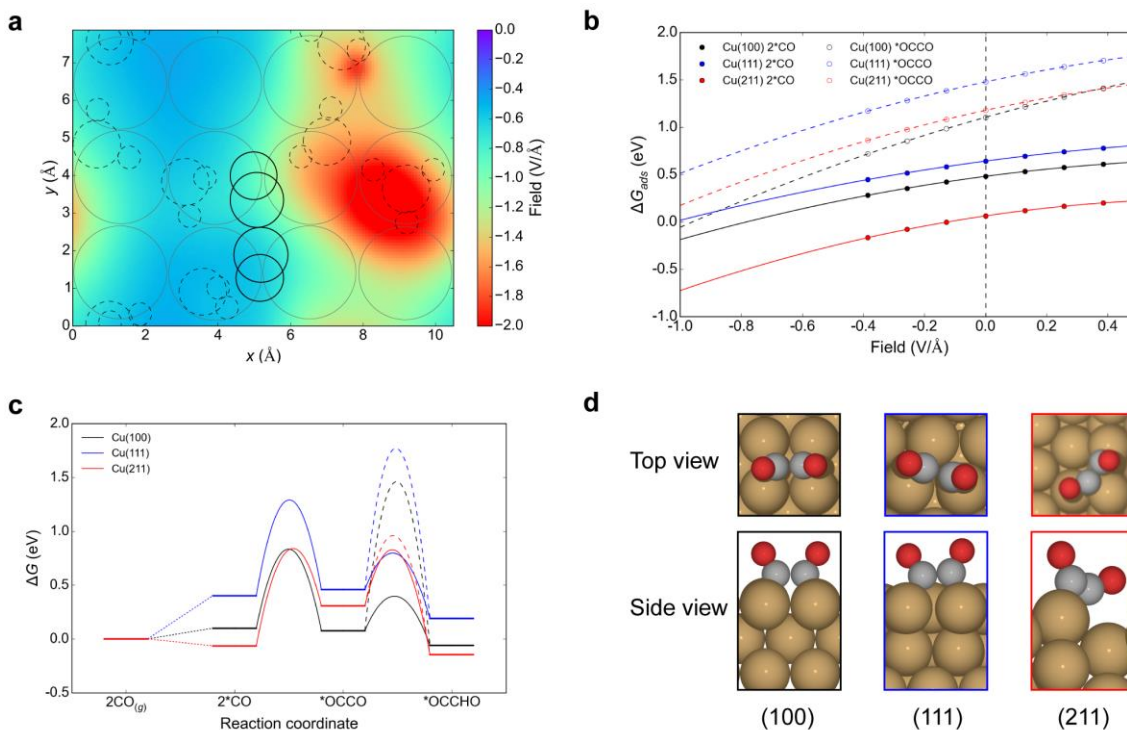 a
0.0
−0.2
−0.4
−0.6
−0.8
−1.0
−1.2
−1.4
−1.6
−1.8
−2.0
Field (V/Å)
7
6
5
4
3
2
1
0
y (Å)
0 2 4 6 8 10
x (Å)
b
Cu(100) 2*CO Cu(100) *OCCO
Cu(111) 2*CO Cu(111) *OCCO
Cu(211) 2*CO Cu(211) *OCCO
2.0
1.5
1.0
0.5
0.0
−0.5
−1.0
ΔG_ads (eV)
−1.0 −0.8 −0.6 −0.4 −0.2 0.0 0.2 0.4
Field (V/Å)
c
Cu(100)
Cu(111)
Cu(211)
2.0
1.5
1.0
0.5
0.0
−0.5
ΔG (eV)
2CO(g) 2*CO *OCCO *OCCHO
Reaction coordinate
d
Top view
Side view
(100) (111) (211)